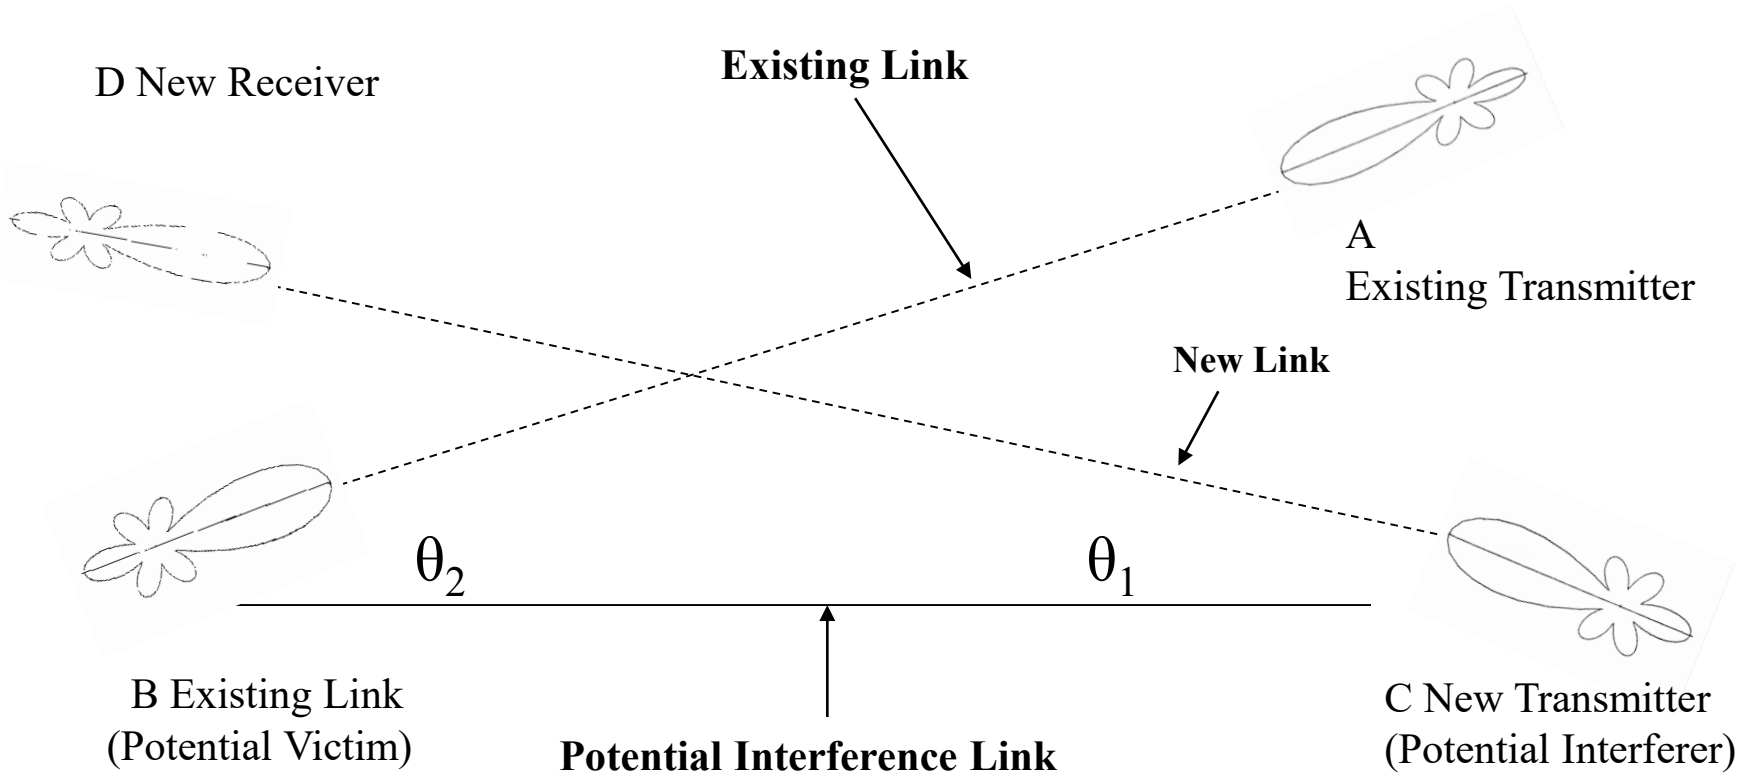 Existing Link
D New Receiver
A
Existing Transmitter
New Link
θ2
θ1
B Existing Link
(Potential Victim)
C New Transmitter
(Potential Interferer)
Potential Interference Link